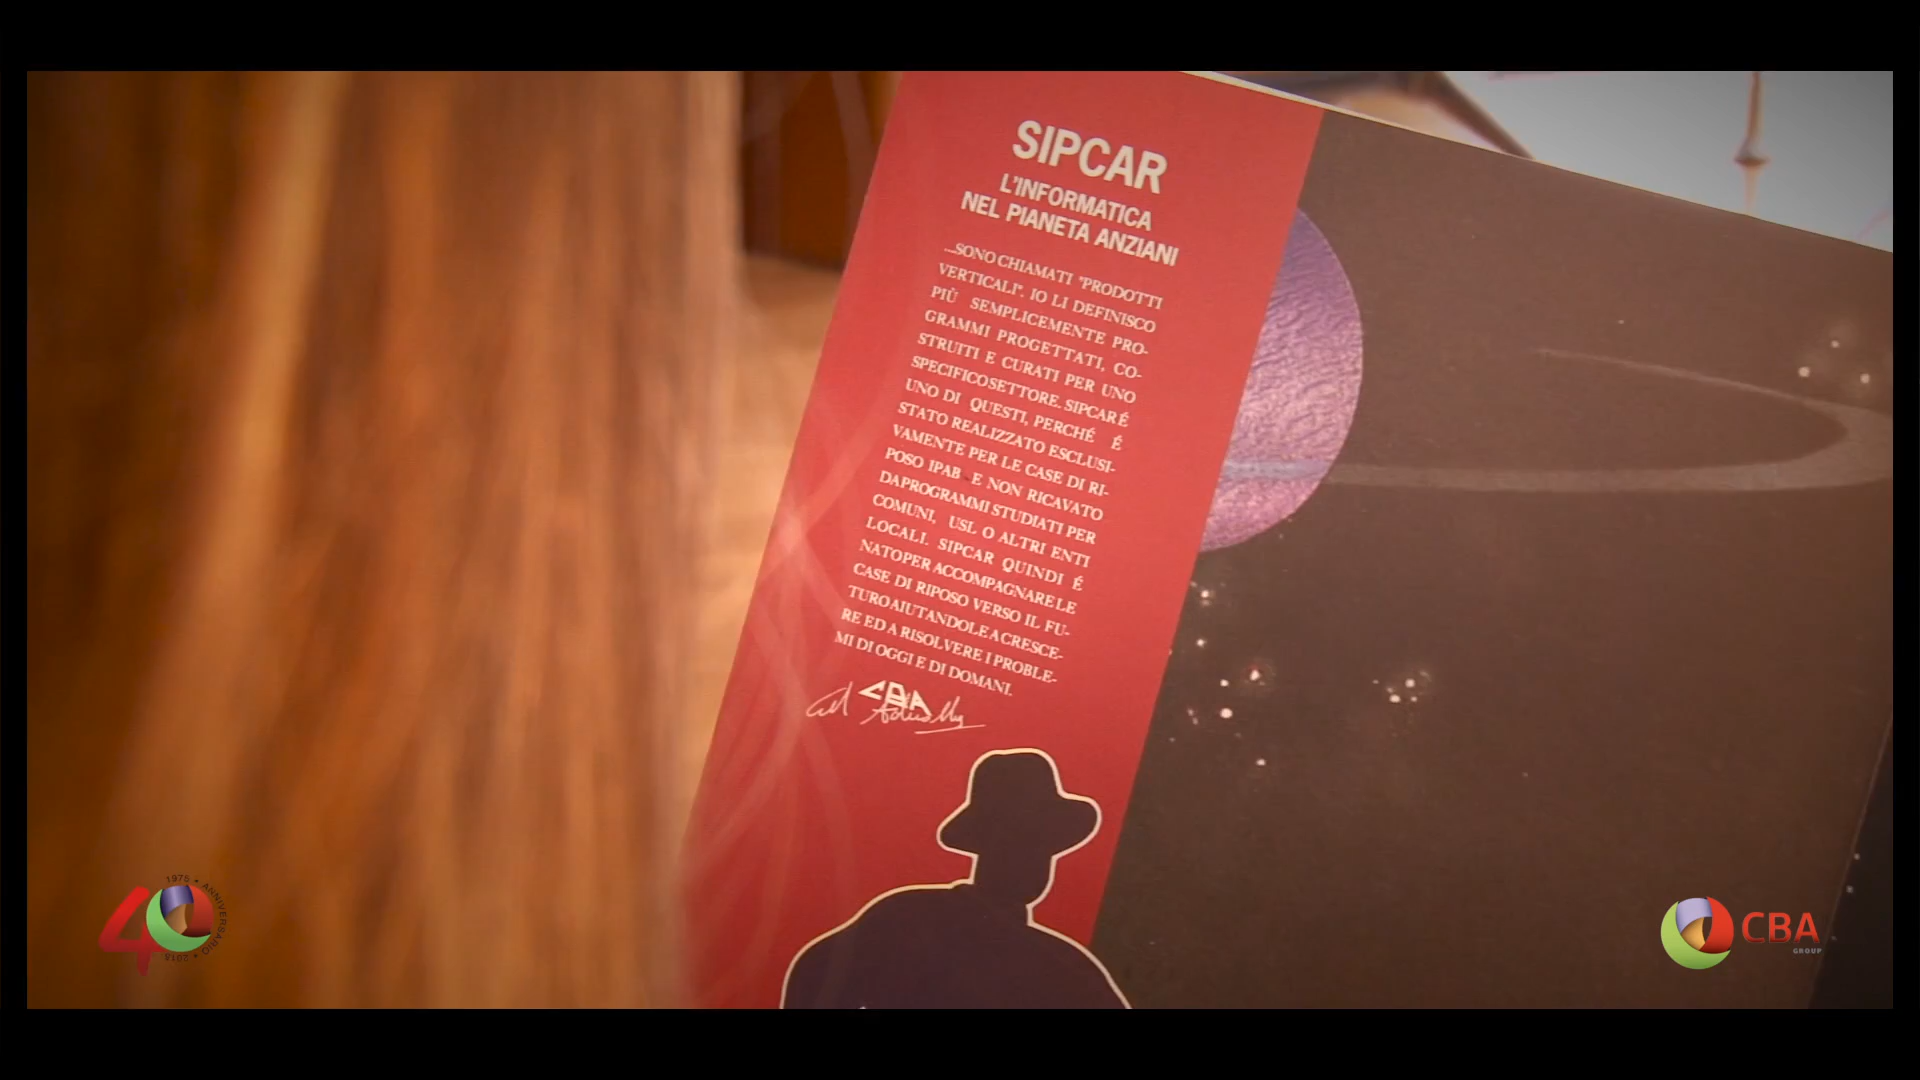 SIPCAR
L'INFORMATICA
NEL PIANETA ANZIANI
...SONO CHIAMATI "PRODOTTI
VERTICALI". IO LI DEFINISCO
PIÙ SEMPLICEMENTE PRO-
GRAMMI PROGETTATI, CO-
STRUITI E CURATI PER UNO
SPECIFICO SETTORE. SIPCAR É
UNO DI QUESTI, PERCHÉ É
STATO REALIZZATO ESCLUSI-
VAMENTE PER LE CASE DI RI-
POSO IPAB E NON RICAVATO
DA PROGRAMMI STUDIATI PER
COMUNI, USL O ALTRI ENTI
LOCALI. SIPCAR QUINDI É
NATO PER ACCOMPAGNARE LE
CASE DI RIPOSO VERSO IL FU-
TURO AIUTANDOLE A CRESCE-
RE ED A RISOLVERE I PROBLE-
MI DI OGGI E DI DOMANI.
CBA
40
1975 • ANNIVERSARIO • 2015
CBA
GROUP